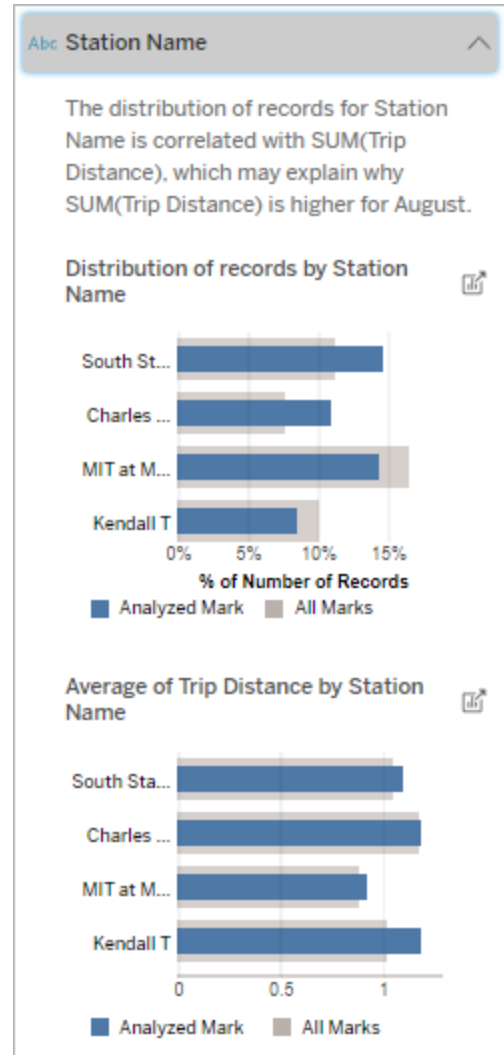 Abc Station Name
The distribution of records for Station
Name is correlated with SUM(Trip
Distance), which may explain why
SUM(Trip Distance) is higher for August.
Distribution of records by Station
Name
South St...
Charles ...
MIT at M...
Kendall T
0% 5% 10% 15%
% of Number of Records
Analyzed Mark All Marks
Average of Trip Distance by Station
Name
South Sta...
Charles ...
MIT at M...
Kendall T
0 0.5 1
Analyzed Mark All Marks